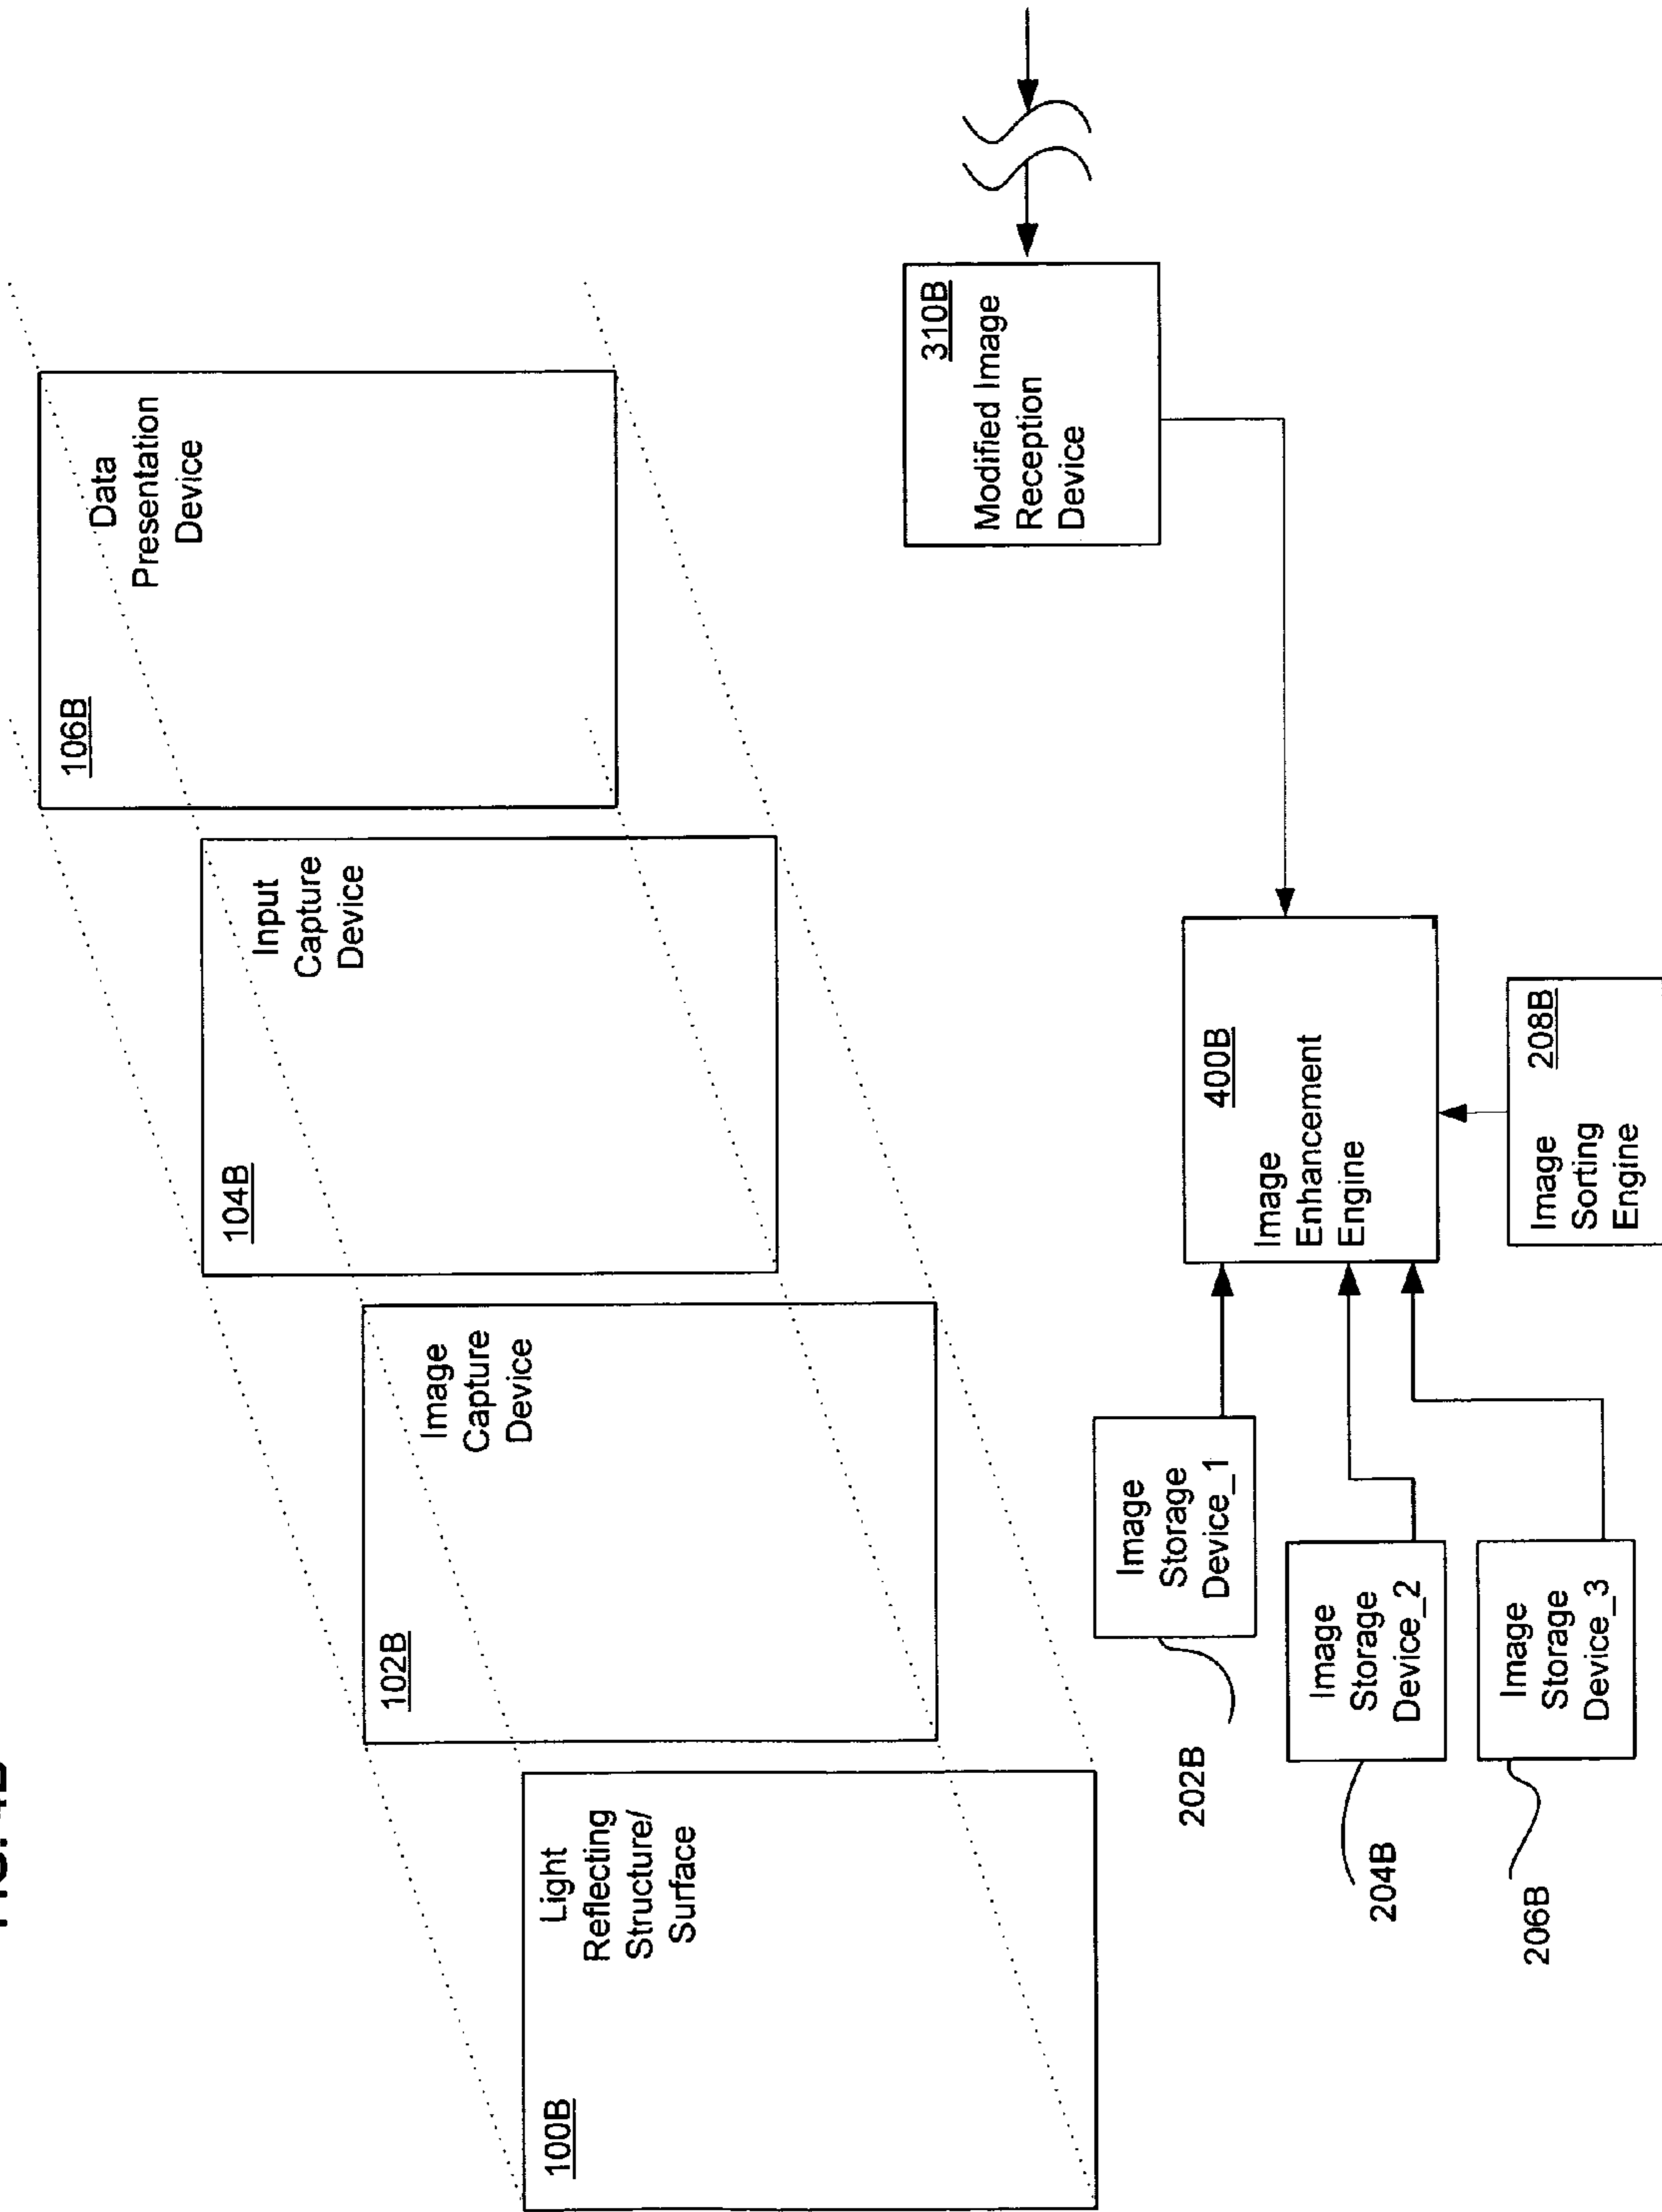 100B
Light
Reflecting
Structure/
Surface
102B
Image
Capture
Device
104B
Input
Capture
Device
106B
Data
Presentation
Device
202B
Image
Storage
Device_1
204B
Image
Storage
Device_2
206B
Image
Storage
Device_3
400B
Image
Enhancement
Engine
208B
Image
Sorting
Engine
310B
Modified Image
Reception
Device